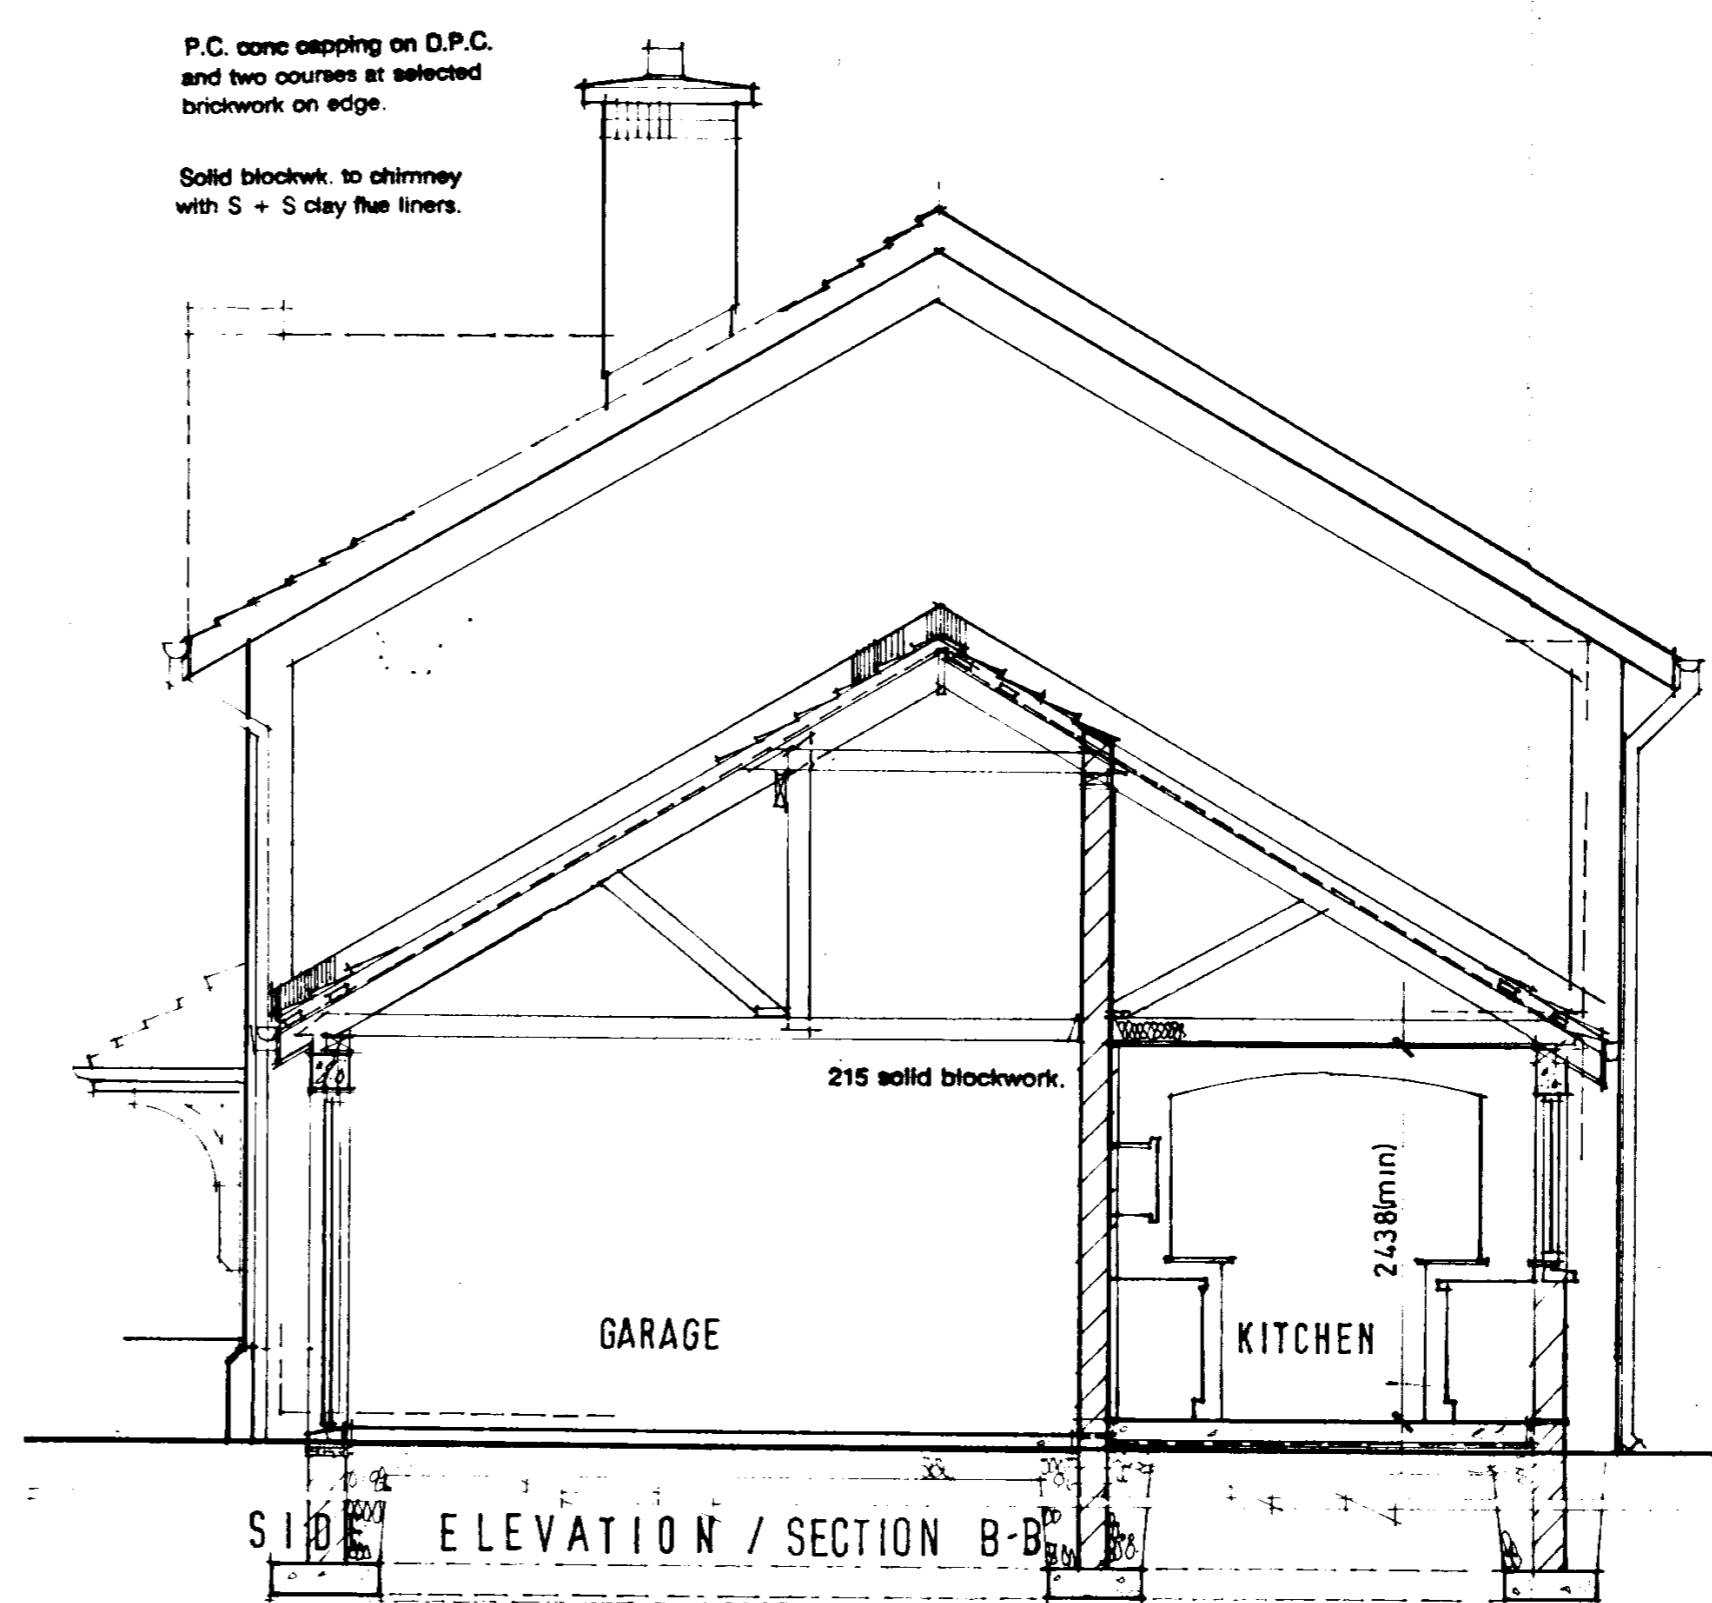 P.C. conc capping on D.P.C.
and two courses at selected
brickwork on edge.
Solid blockwk. to chimney
with S + S clay flue liners.
215 solid blockwork.
2438(min)
GARAGE
KITCHEN
SIDE ELEVATION / SECTION B-B